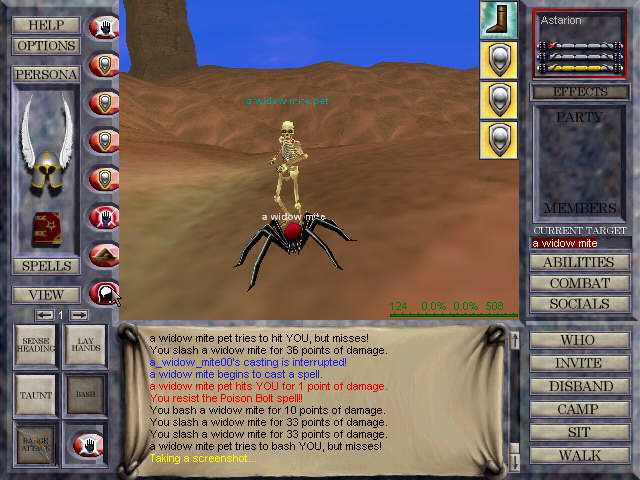 HELP
OPTIONS
PERSONA
SPELLS
VIEW
1
SENSE HEADING
LAY HANDS
TAUNT
BASH
a widow mite pet
a widow mite
124 0.0% 0.0% 508
Astarion
EFFECTS
PARTY
MEMBERS
CURRENT TARGET
a widow mite
ABILITIES
COMBAT
SOCIALS
WHO
INVITE
DISBAND
CAMP
SIT
WALK
a widow mite pet tries to hit YOU, but misses!
You slash a widow mite for 36 points of damage.
a_widow_mite00's casting is interrupted!
a widow mite begins to cast a spell.
a widow mite pet hits YOU for 1 point of damage.
You resist the Poison Bolt spell!!
You bash a widow mite for 10 points of damage.
You slash a widow mite for 33 points of damage.
You slash a widow mite for 33 points of damage.
a widow mite pet tries to bash YOU, but misses!
Taking a screenshot...